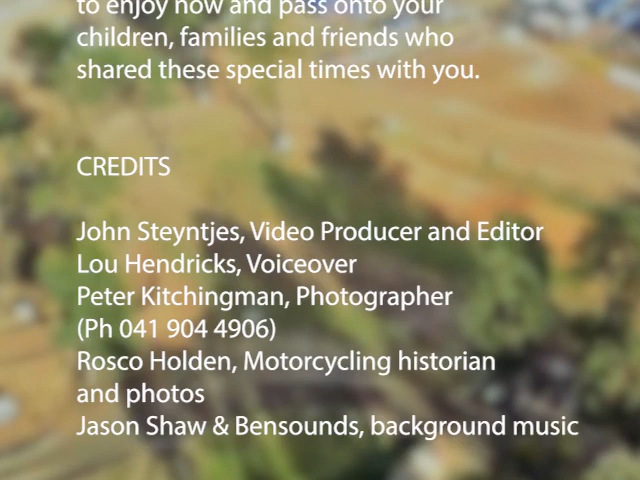 to enjoy now and pass onto your
children, families and friends who
shared these special times with you.
CREDITS
John Steyntjes, Video Producer and Editor
Lou Hendricks, Voiceover
Peter Kitchingman, Photographer
(Ph 041 904 4906)
Rosco Holden, Motorcycling historian
and photos
Jason Shaw & Bensounds, background music